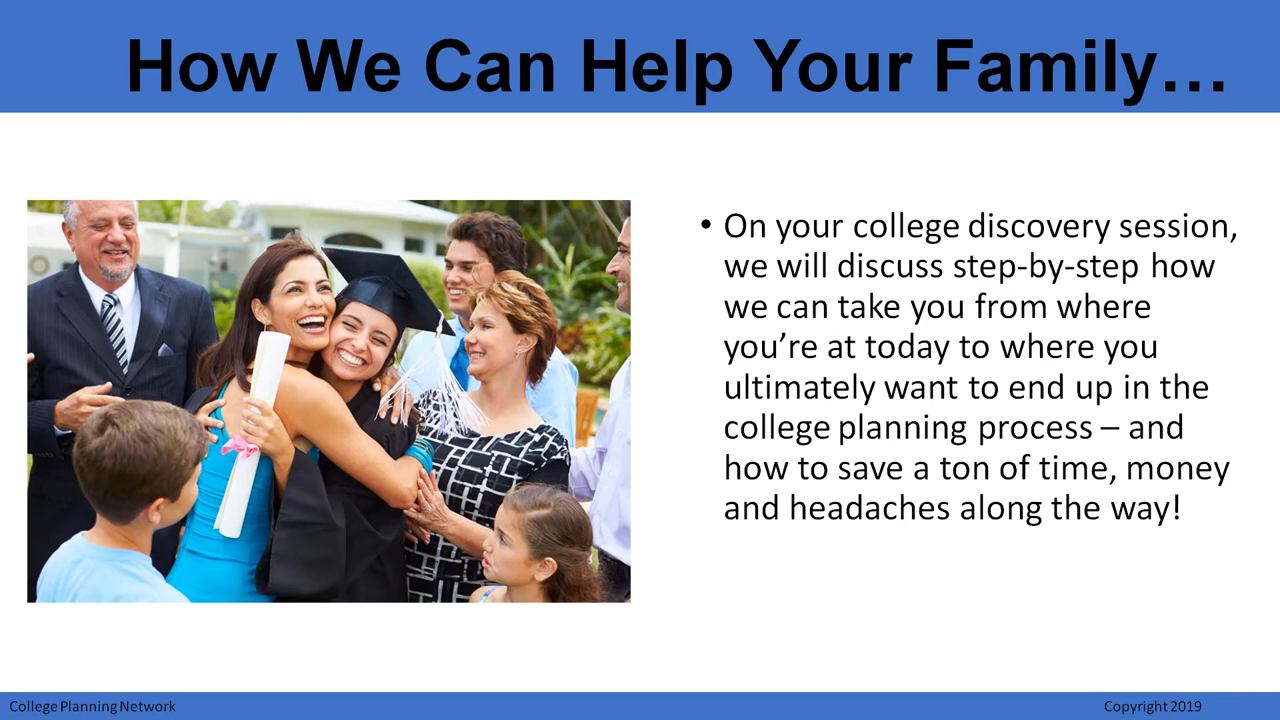 How We Can Help Your Family…
• On your college discovery session,
we will discuss step-by-step how
we can take you from where
you’re at today to where you
ultimately want to end up in the
college planning process – and
how to save a ton of time, money
and headaches along the way!
College Planning Network
Copyright 2019